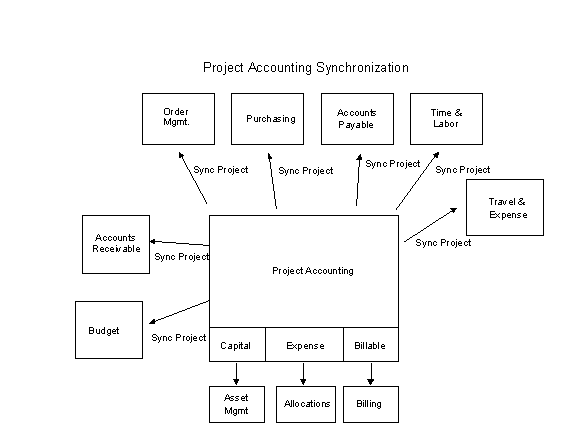 Project Accounting Synchronization
Order
Mgmt.
Purchasing
Accounts
Payable
Time &
Labor
Sync Project
Sync Project
Sync Project
Sync Project
Travel &
Expense
Accounts
Receivable
Sync Project
Sync Project
Project Accounting
Budget
Sync Project
Capital
Expense
Billable
Asset
Mgmt
Allocations
Billing